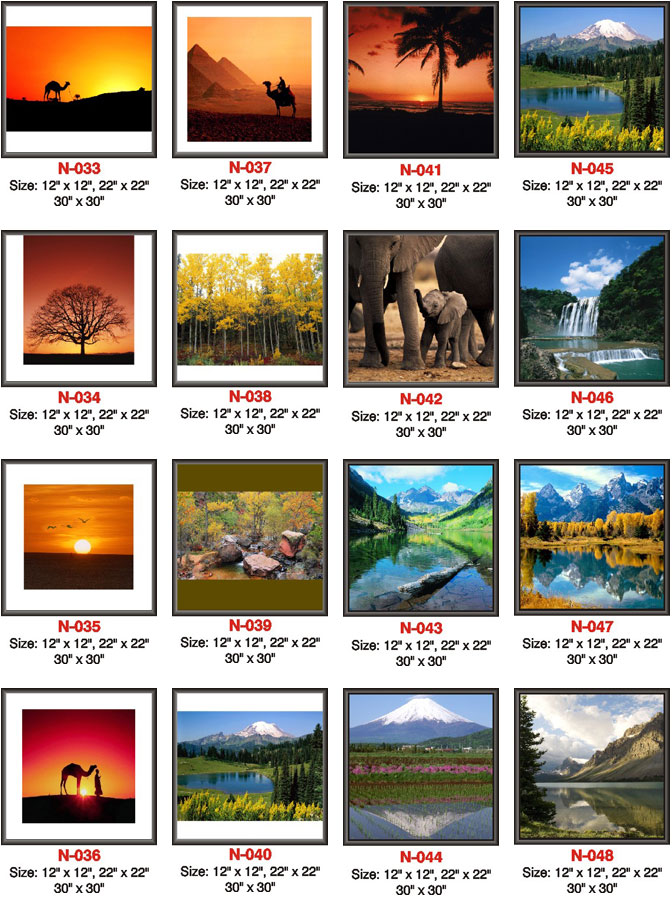 N-033
Size: 12" x 12", 22" x 22"
30" x 30"
N-037
Size: 12" x 12", 22" x 22"
30" x 30"
N-041
Size: 12" x 12", 22" x 22"
30" x 30"
N-045
Size: 12" x 12", 22" x 22"
30" x 30"
N-034
Size: 12" x 12", 22" x 22"
30" x 30"
N-038
Size: 12" x 12", 22" x 22"
30" x 30"
N-042
Size: 12" x 12", 22" x 22"
30" x 30"
N-046
Size: 12" x 12", 22" x 22"
30" x 30"
N-035
Size: 12" x 12", 22" x 22"
30" x 30"
N-039
Size: 12" x 12", 22" x 22"
30" x 30"
N-043
Size: 12" x 12", 22" x 22"
30" x 30"
N-047
Size: 12" x 12", 22" x 22"
30" x 30"
N-036
Size: 12" x 12", 22" x 22"
30" x 30"
N-040
Size: 12" x 12", 22" x 22"
30" x 30"
N-044
Size: 12" x 12", 22" x 22"
30" x 30"
N-048
Size: 12" x 12", 22" x 22"
30" x 30"